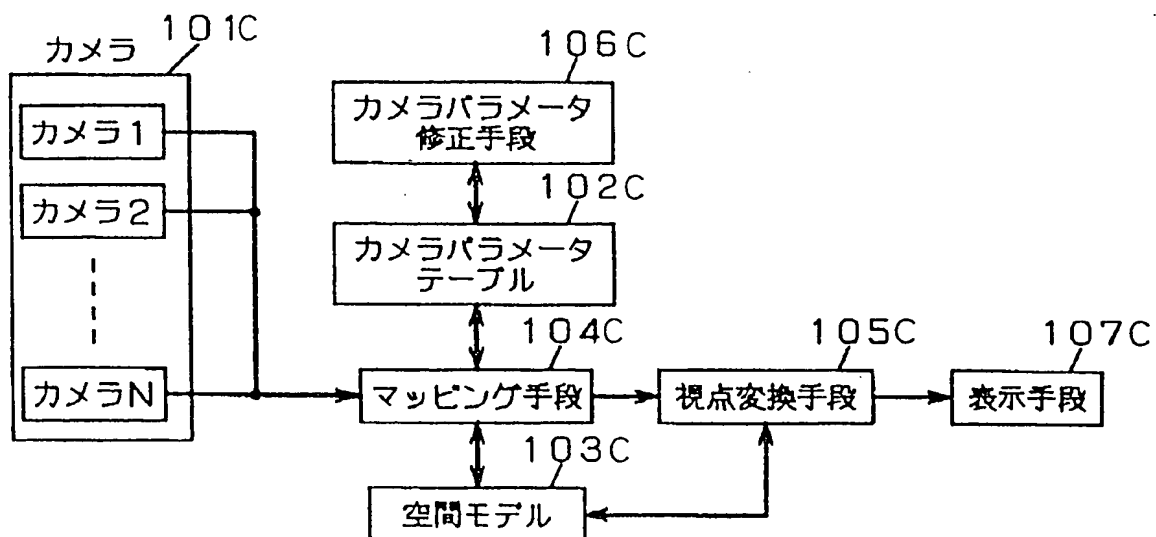 カメラ
101C
カメラ1
カメラ2
カメラN
106C
カメラパラメータ
修正手段
102C
カメラパラメータ
テーブル
104C
マッピング手段
105C
視点変換手段
107C
表示手段
103C
空間モデル